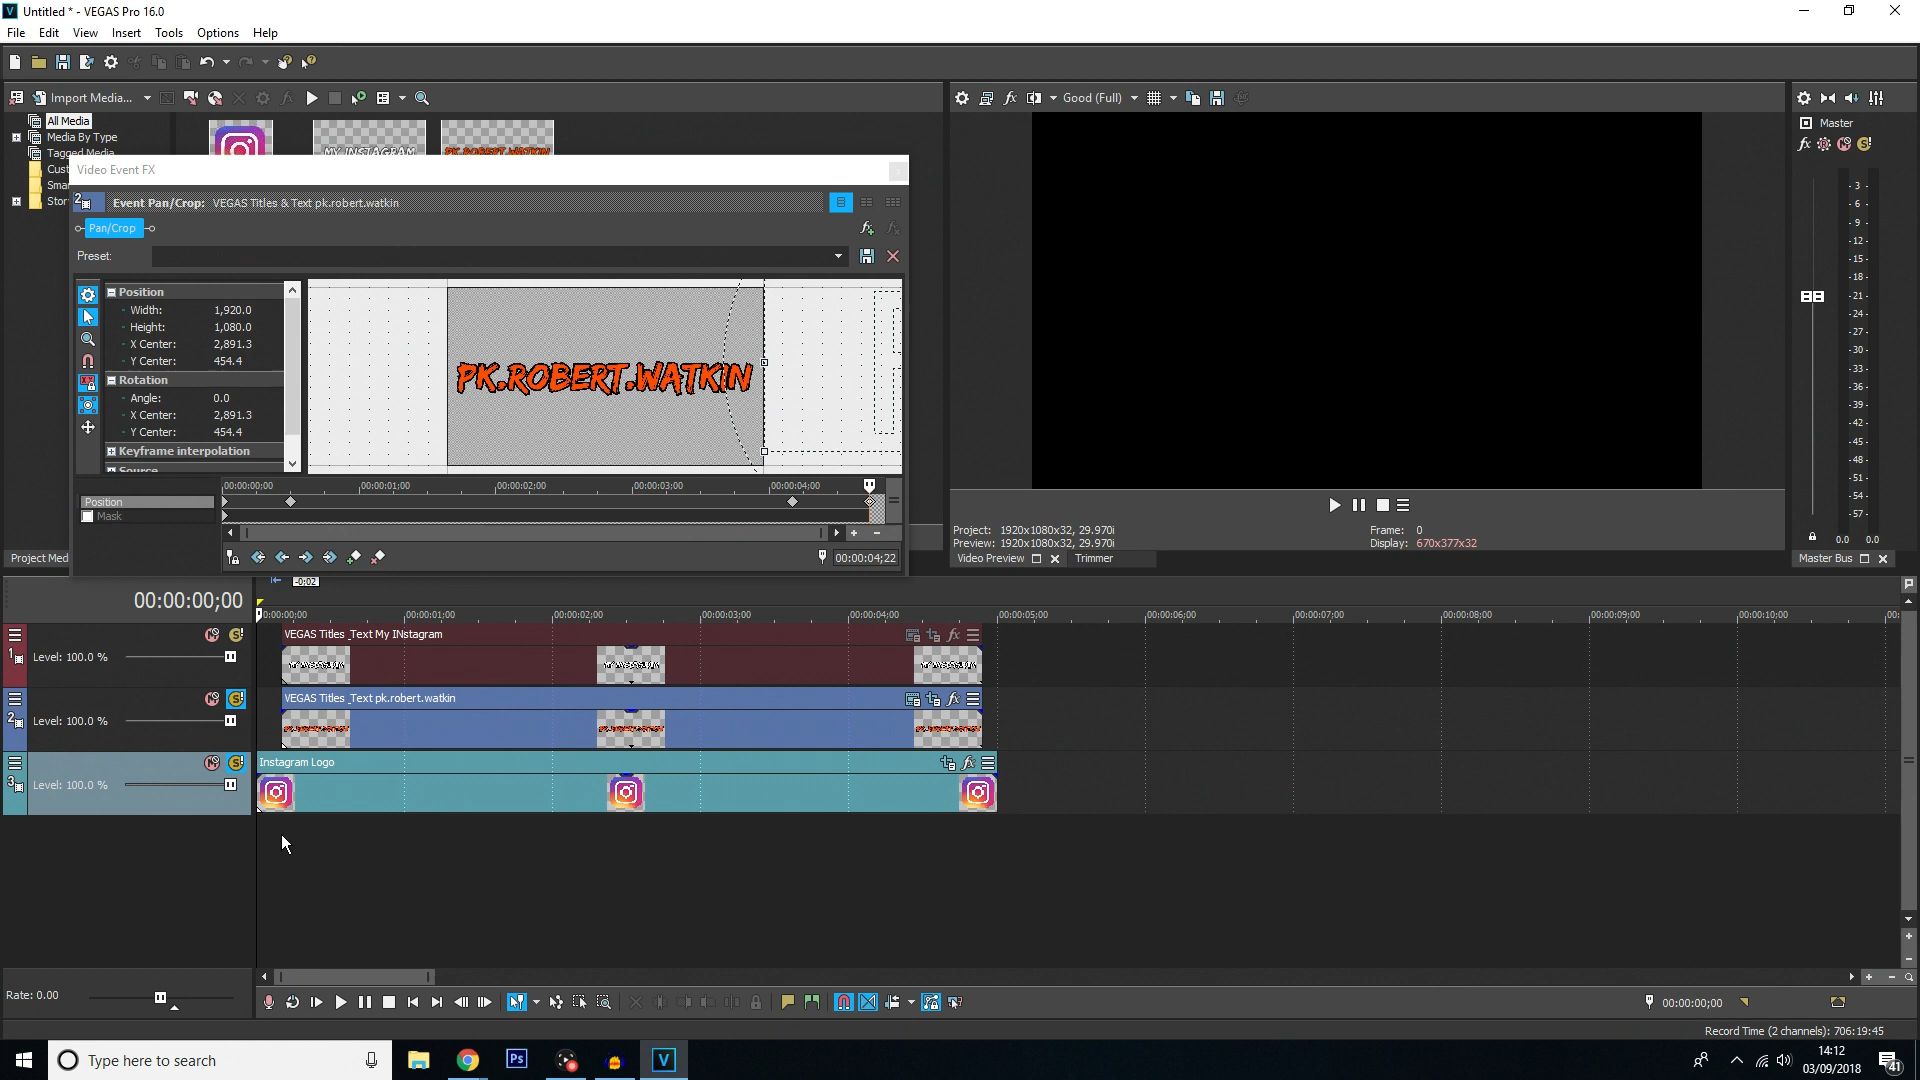 Untitled * - VEGAS Pro 16.0
File Edit View Insert Tools Options Help
Import Media...
Good (Full)
All Media
Media By Type
Tagged Media
MY INSTAGRAM
PK.ROBERT.WATKIN
Master
Video Event FX
Event Pan/Crop: VEGAS Titles & Text pk.robert.watkin
Pan/Crop
Preset:
Position
Width: 1,920.0
Height: 1,080.0
X Center: 2,891.3
Y Center: 454.4
Rotation
Angle: 0.0
X Center: 2,891.3
Y Center: 454.4
Keyframe interpolation
Source
PK.ROBERT.WATKIN
00:00:00;00 00:00:01;00 00:00:02;00 00:00:03;00 00:00:04;00
Position
Mask
00:00:04;22
-3 -
-6 -
-9 -
-12 -
-15 -
-18 -
-21 -
-24 -
-27 -
-30 -
-33 -
-36 -
-39 -
-42 -
-45 -
-48 -
-51 -
-54 -
-57 -
0.0 0.0
Project: 1920x1080x32, 29.970i
Preview: 1920x1080x32, 29.970i
Frame: 0
Display: 670x377x32
Project Med
Video Preview
Trimmer
Master Bus
-0;02
00:00:00;00
00:00:00;00 00:00:01;00 00:00:02;00 00:00:03;00 00:00:04;00 00:00:05;00 00:00:06;00 00:00:07;00 00:00:08;00 00:00:09;00 00:00:10;00 00:
1
Level: 100.0 %
VEGAS Titles _Text My INstagram
2
Level: 100.0 %
VEGAS Titles _Text pk.robert.watkin
3
Level: 100.0 %
Instagram Logo
Rate: 0.00
00:00:00;00
Record Time (2 channels): 706:19:45
Type here to search
Ps
V
14:12
03/09/2018
41